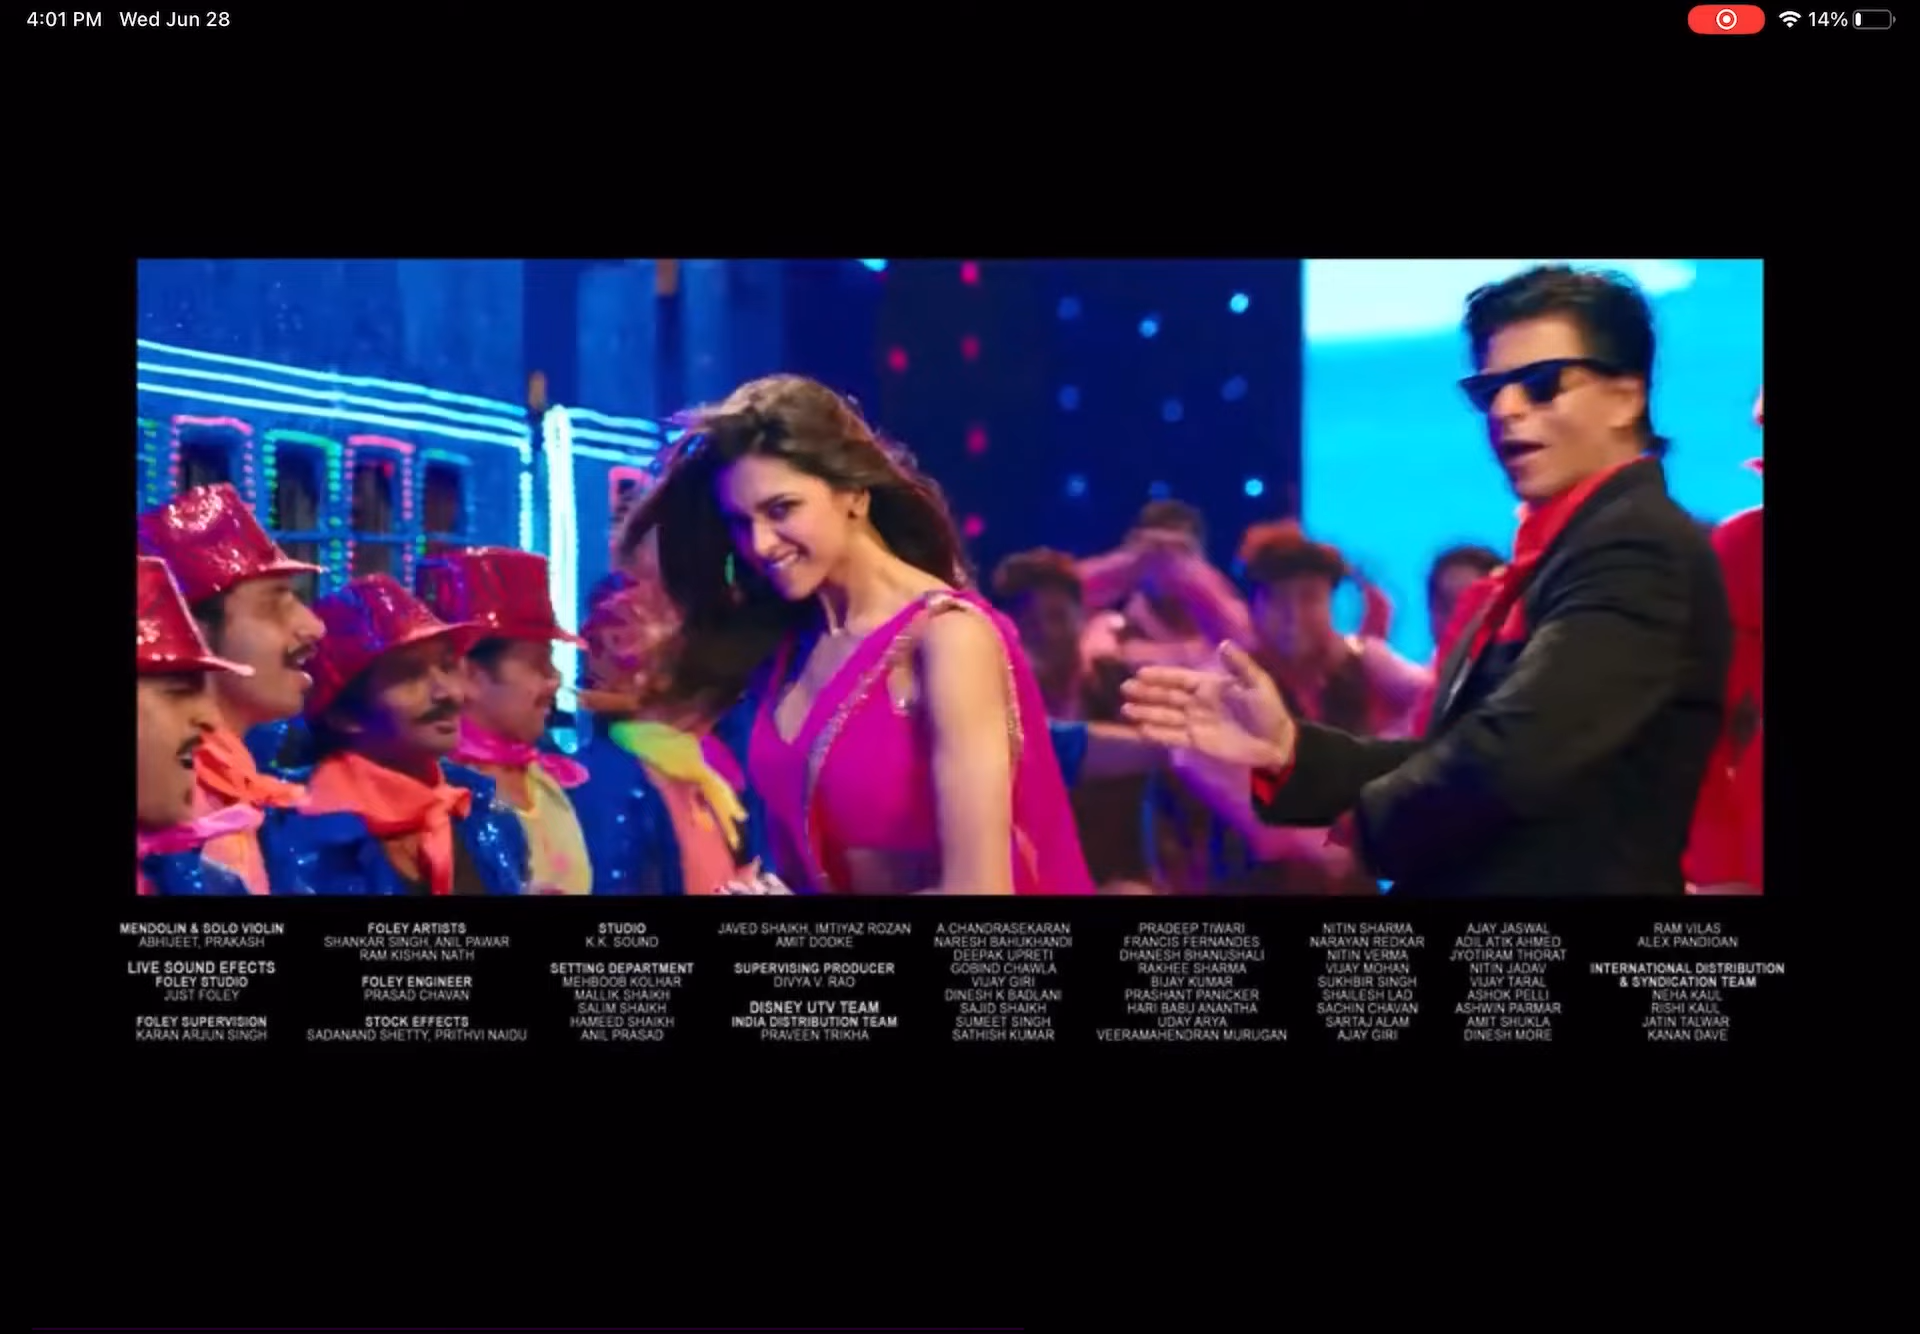 4:01 PM Wed Jun 28
14%
MENDOLIN & SOLO VIOLIN
ABHIJEET, PRAKASH
LIVE SOUND EFECTS
FOLEY STUDIO
JUST FOLEY
FOLEY SUPERVISION
KARAN ARJUN SINGH
FOLEY ARTISTS
SHANKAR SINGH, ANIL PAWAR
RAM KISHAN NATH
FOLEY ENGINEER
PRASAD CHAVAN
STOCK EFFECTS
SADANAND SHETTY, PRITHVI NAIDU
STUDIO
K.K. SOUND
SETTING DEPARTMENT
MEHBOOB KOLHAR
MALLIK SHAIKH
SALIM SHAIKH
HAMEED SHAIKH
ANIL PRASAD
JAVED SHAIKH, IMTIYAZ ROZAN
AMIT DODKE
SUPERVISING PRODUCER
DIVYA V. RAO
DISNEY UTV TEAM
INDIA DISTRIBUTION TEAM
PRAVEEN TRIKHA
A.CHANDRASEKARAN
NARESH BAHUKHANDI
DEEPAK UPRETI
GOBIND CHAWLA
VIJAY GIRI
DINESH K BADLANI
SAJID SHAIKH
SUMEET SINGH
SATHISH KUMAR
PRADEEP TIWARI
FRANCIS FERNANDES
DHANESH BHANUSHALI
RAKHEE SHARMA
BIJAY KUMAR
PRASHANT PANICKER
HARI BABU ANANTHA
UDAY ARYA
VEERAMAHENDRAN MURUGAN
NITIN SHARMA
NARAYAN REDKAR
NITIN VERMA
VIJAY MOHAN
SUKHBIR SINGH
SHAILESH LAD
SACHIN CHAVAN
SARTAJ ALAM
AJAY GIRI
AJAY JASWAL
ADIL ATIK AHMED
JYOTIRAM THORAT
NITIN JADAV
VIJAY TARAL
ASHOK PELLI
ASHWIN PARMAR
AMIT SHUKLA
DINESH MORE
RAM VILAS
ALEX PANDIOAN
INTERNATIONAL DISTRIBUTION
& SYNDICATION TEAM
NEHA KAUL
RISHI KAUL
JATIN TALWAR
KANAN DAVE